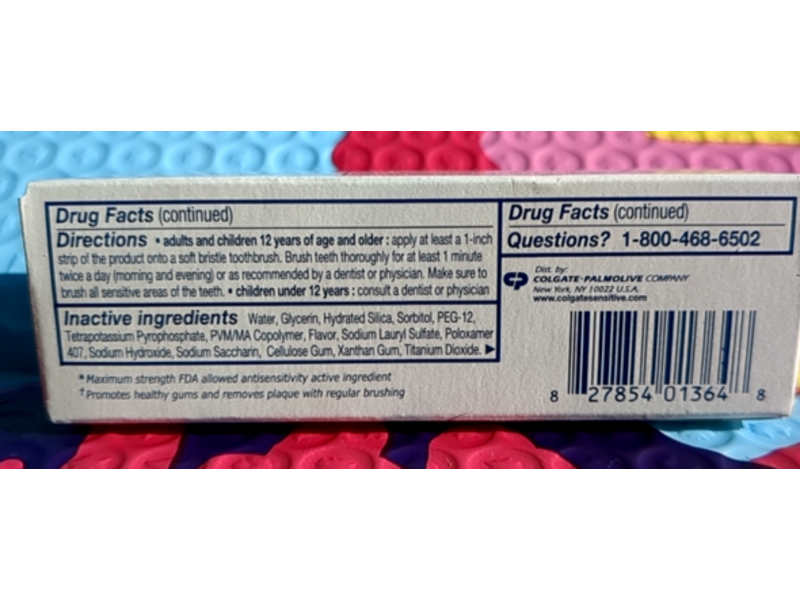 Drug Facts (continued)
Directions • adults and children 12 years of age and older : apply at least a 1-inch
strip of the product onto a soft bristle toothbrush. Brush teeth thoroughly for at least 1 minute
twice a day (morning and evening) or as recommended by a dentist or physician. Make sure to
brush all sensitive areas of the teeth. • children under 12 years : consult a dentist or physician
Inactive ingredients Water, Glycerin, Hydrated Silica, Sorbitol, PEG-12,
Tetrapotassium Pyrophosphate, PVM/MA Copolymer, Flavor, Sodium Lauryl Sulfate, Poloxamer
407, Sodium Hydroxide, Sodium Saccharin, Cellulose Gum, Xanthan Gum, Titanium Dioxide. ▶
*Maximum strength FDA allowed antisensitivity active ingredient
†Promotes healthy gums and removes plaque with regular brushing
Drug Facts (continued)
Questions? 1-800-468-6502
CP
Dist. by:
COLGATE-PALMOLIVE COMPANY
New York, NY 10022 U.S.A.
www.colgatesensitive.com
8 27854 01364 8